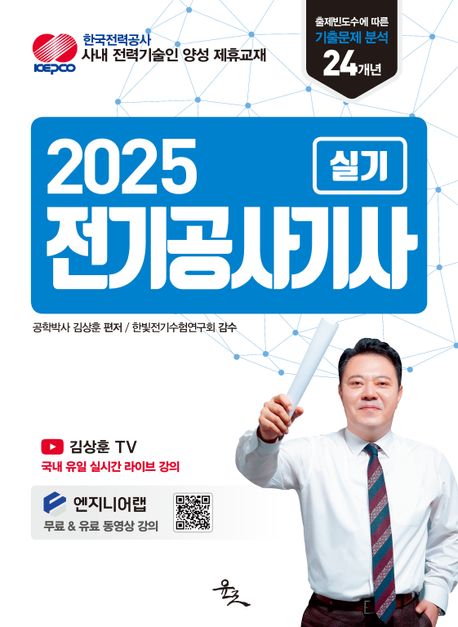 KEPCO
한국전력공사
사내 전력기술인 양성 제휴교재
출제빈도수에 따른
기출문제 분석
24개년
2025
실기
전기공사기사
공학박사 김상훈 편저 / 한빛전기수험연구회 감수
김상훈 TV
국내 유일 실시간 라이브 강의
엔지니어랩
무료 & 유료 동영상 강의
윤조